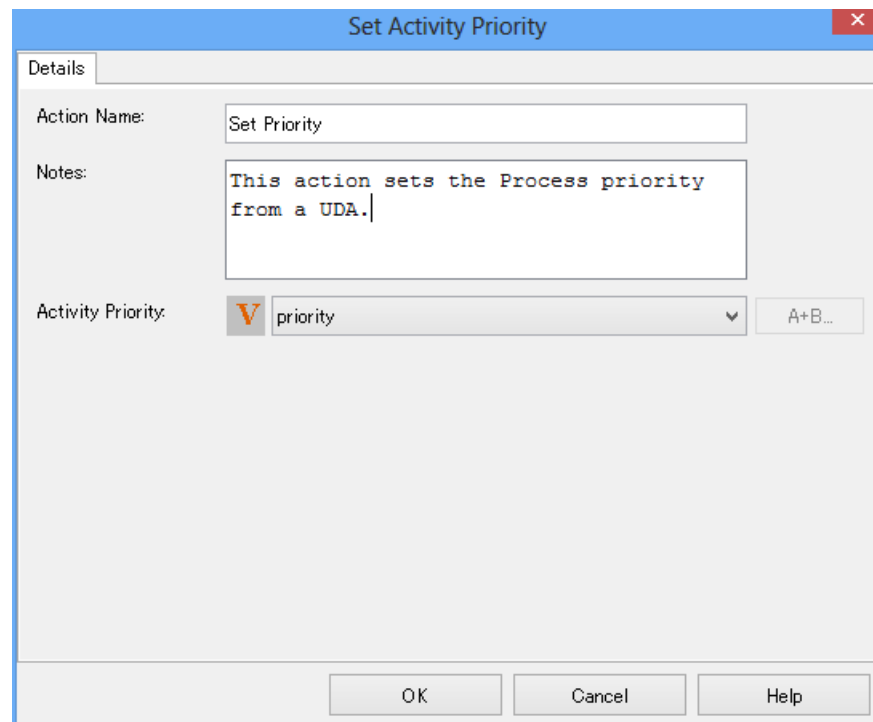 Set Activity Priority
Details
Action Name:
Set Priority
Notes:
This action sets the Process priority
from a UDA.
Activity Priority:
V
priority
A+B...
OK
Cancel
Help